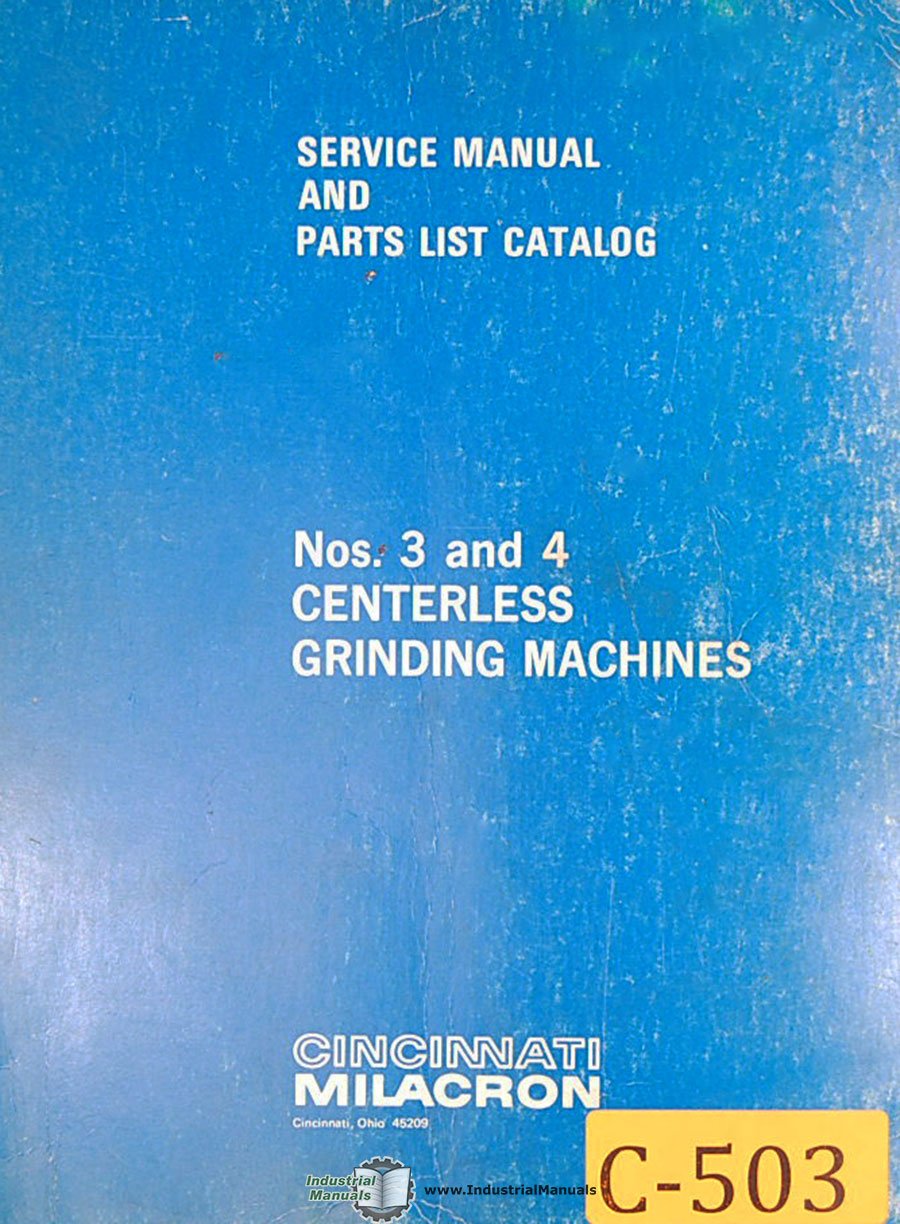 SERVICE MANUAL
AND
PARTS LIST CATALOG
Nos. 3 and 4
CENTERLESS
GRINDING MACHINES
CINCINNATI
MILACRON
Cincinnati, Ohio 45209
Industrial
Manuals
www.IndustrialManuals
C-503